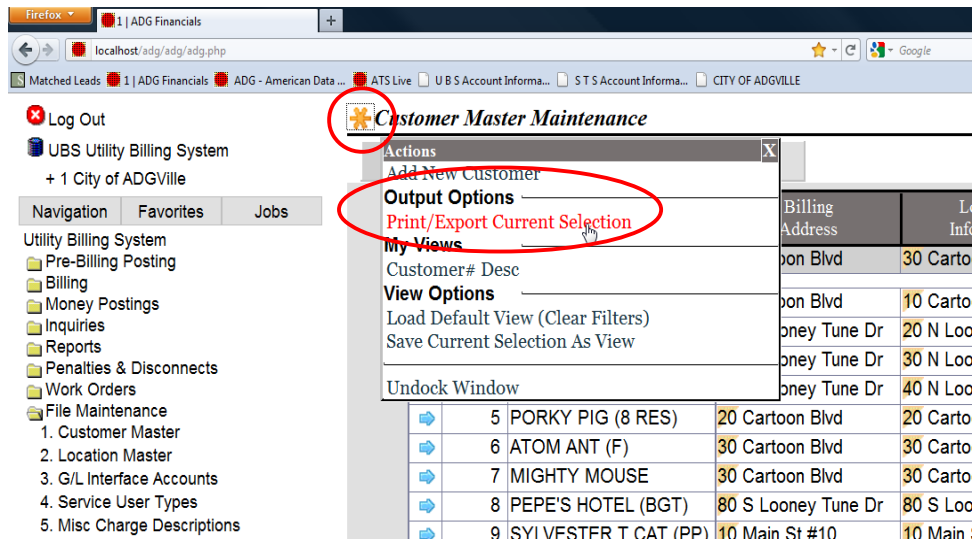 Firefox
1 | ADG Financials
+
localhost/adg/adg/adg.php
Google
Matched Leads 1 | ADG Financials ADG - American Data ... ATS Live U B S Account Informa... S T S Account Informa... CITY OF ADGVILLE
Log Out
UBS Utility Billing System
+ 1 City of ADGVille
Navigation Favorites Jobs
Utility Billing System
Pre-Billing Posting
Billing
Money Postings
Inquiries
Reports
Penalties & Disconnects
Work Orders
File Maintenance
1. Customer Master
2. Location Master
3. G/L Interface Accounts
4. Service User Types
5. Misc Charge Descriptions
Customer Master Maintenance
Actions X
Add New Customer
Output Options
Print/Export Current Selection
My Views
Customer# Desc
View Options
Load Default View (Clear Filters)
Save Current Selection As View
Undock Window
Billing
Address
Lo
Info
oon Blvd 30 Carto
oon Blvd 10 Carto
oney Tune Dr 20 N Loo
oney Tune Dr 30 N Loo
oney Tune Dr 40 N Loo
5 PORKY PIG (8 RES) 20 Cartoon Blvd 20 Carto
6 ATOM ANT (F) 30 Cartoon Blvd 30 Carto
7 MIGHTY MOUSE 30 Cartoon Blvd 30 Carto
8 PEPE'S HOTEL (BGT) 80 S Looney Tune Dr 80 S Loo
9 SYLVESTER T CAT (PP) 10 Main St #10 10 Main